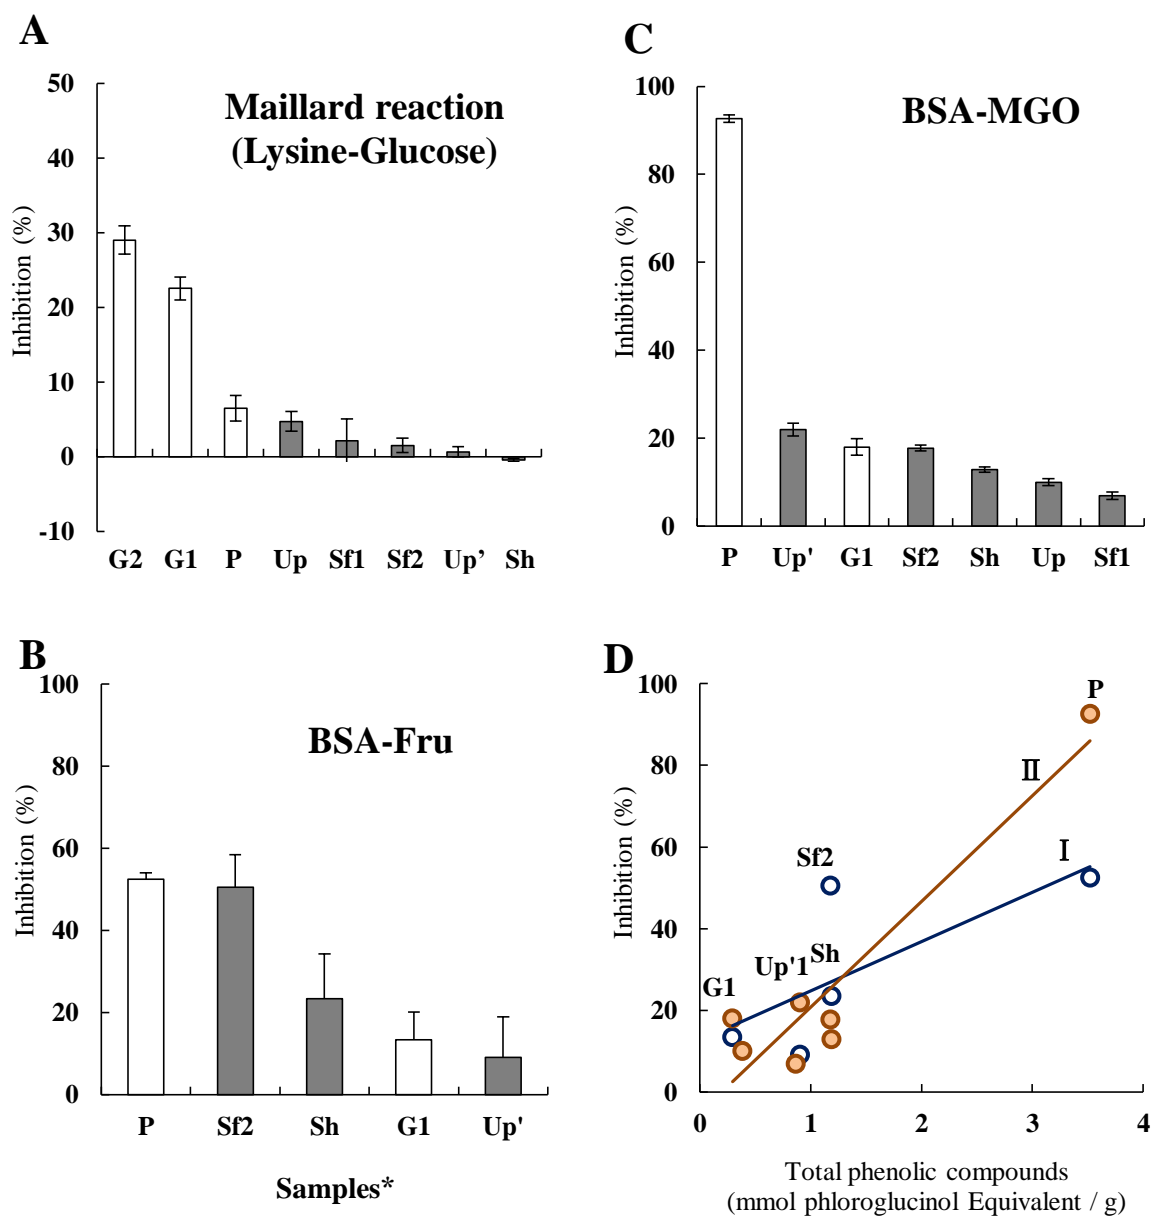 A
Maillard reaction
(Lysine-Glucose)
Inhibition (%)
50
40
30
20
10
0
-10
G2 G1 P Up Sf1 Sf2 Up’ Sh
C
BSA-MGO
Inhibition (%)
100
80
60
40
20
0
P Up' G1 Sf2 Sh Up Sf1
B
BSA-Fru
Inhibition (%)
100
80
60
40
20
0
P Sf2 Sh G1 Up'
Samples*
D
Inhibition (%)
100
80
60
40
20
0
P
Ⅱ
Ⅰ
Sf2
Sh
Up'1
G1
0 1 2 3 4
Total phenolic compounds
(mmol phloroglucinol Equivalent / g)